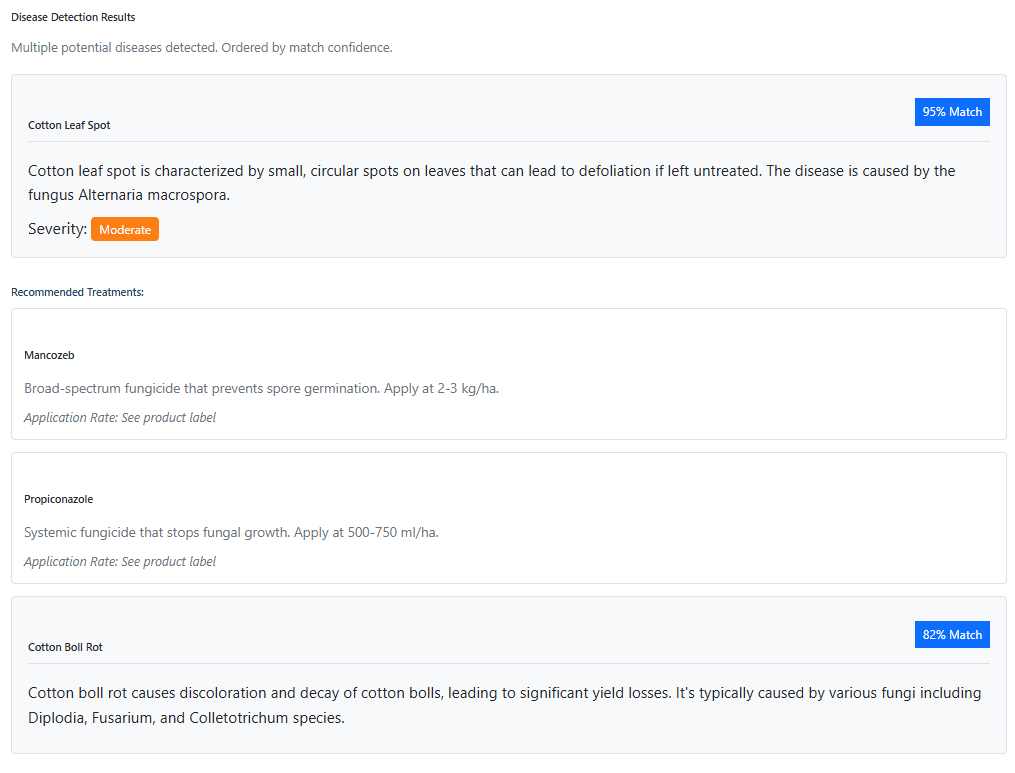 Disease Detection Results
Multiple potential diseases detected. Ordered by match confidence.
95% Match
Cotton Leaf Spot
Cotton leaf spot is characterized by small, circular spots on leaves that can lead to defoliation if left untreated. The disease is caused by the
fungus Alternaria macrospora.
Severity: Moderate
Recommended Treatments:
Mancozeb
Broad-spectrum fungicide that prevents spore germination. Apply at 2-3 kg/ha.
Application Rate: See product label
Propiconazole
Systemic fungicide that stops fungal growth. Apply at 500-750 ml/ha.
Application Rate: See product label
82% Match
Cotton Boll Rot
Cotton boll rot causes discoloration and decay of cotton bolls, leading to significant yield losses. It's typically caused by various fungi including
Diplodia, Fusarium, and Colletotrichum species.